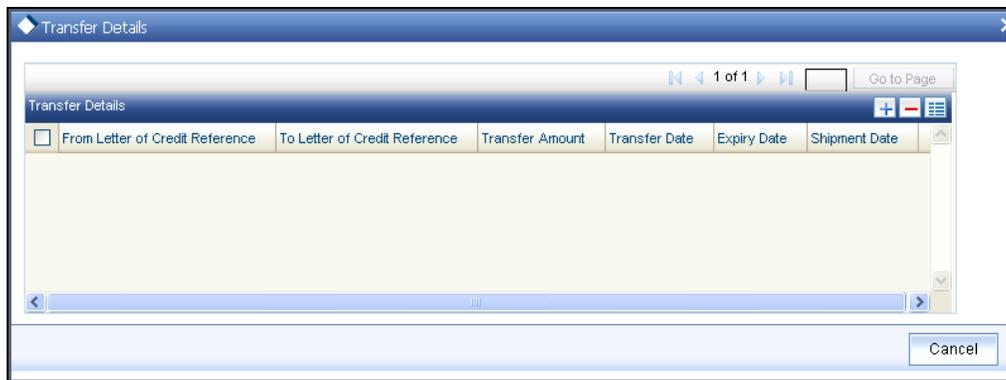 Transfer Details
1 of 1 Go to Page
Transfer Details
From Letter of Credit Reference To Letter of Credit Reference Transfer Amount Transfer Date Expiry Date Shipment Date
Cancel